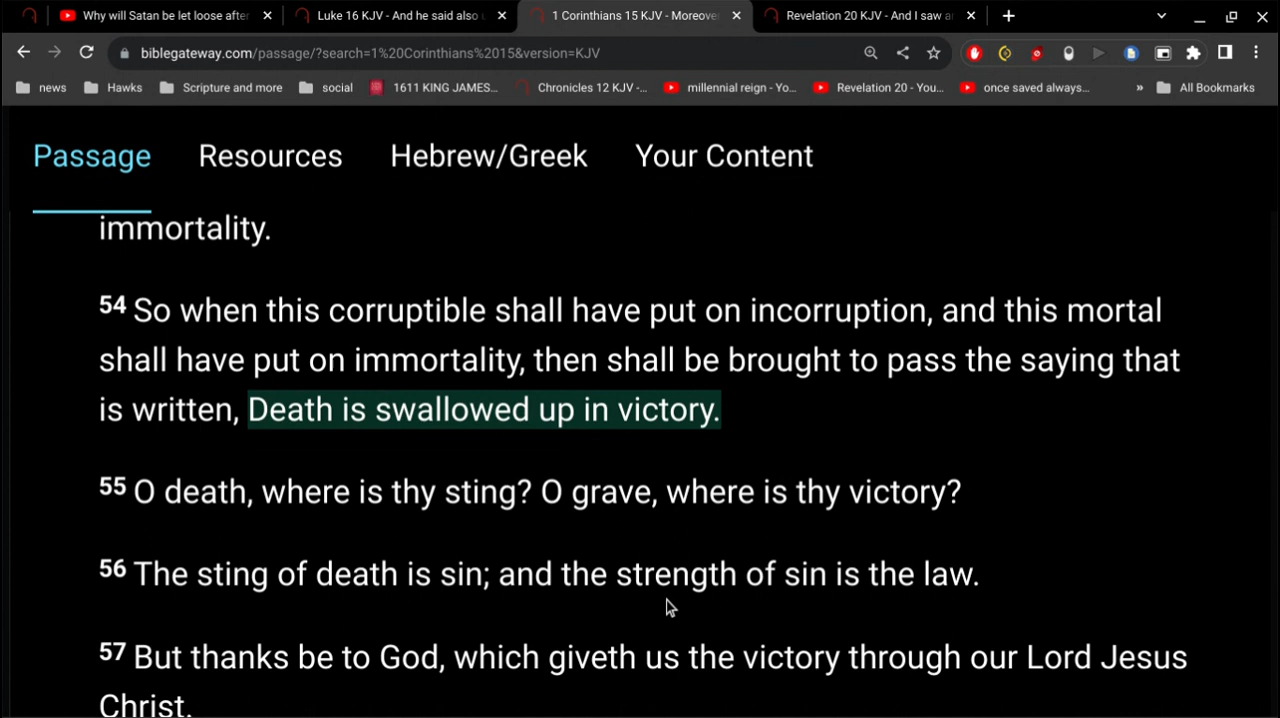 Why will Satan be let loose after
Luke 16 KJV - And he said also
1 Corinthians 15 KJV - Moreover
Revelation 20 KJV - And I saw a
biblegateway.com/passage/?search=1%20Corinthians%2015&version=KJV
news
Hawks
Scripture and more
social
1611 KING JAMES...
Chronicles 12 KJV -...
millennial reign - Yo...
Revelation 20 - You...
once saved always...
»
All Bookmarks
Passage
Resources
Hebrew/Greek
Your Content
immortality.
54 So when this corruptible shall have put on incorruption, and this mortal
shall have put on immortality, then shall be brought to pass the saying that
is written, Death is swallowed up in victory.
55 O death, where is thy sting? O grave, where is thy victory?
56 The sting of death is sin; and the strength of sin is the law.
57 But thanks be to God, which giveth us the victory through our Lord Jesus
Christ.